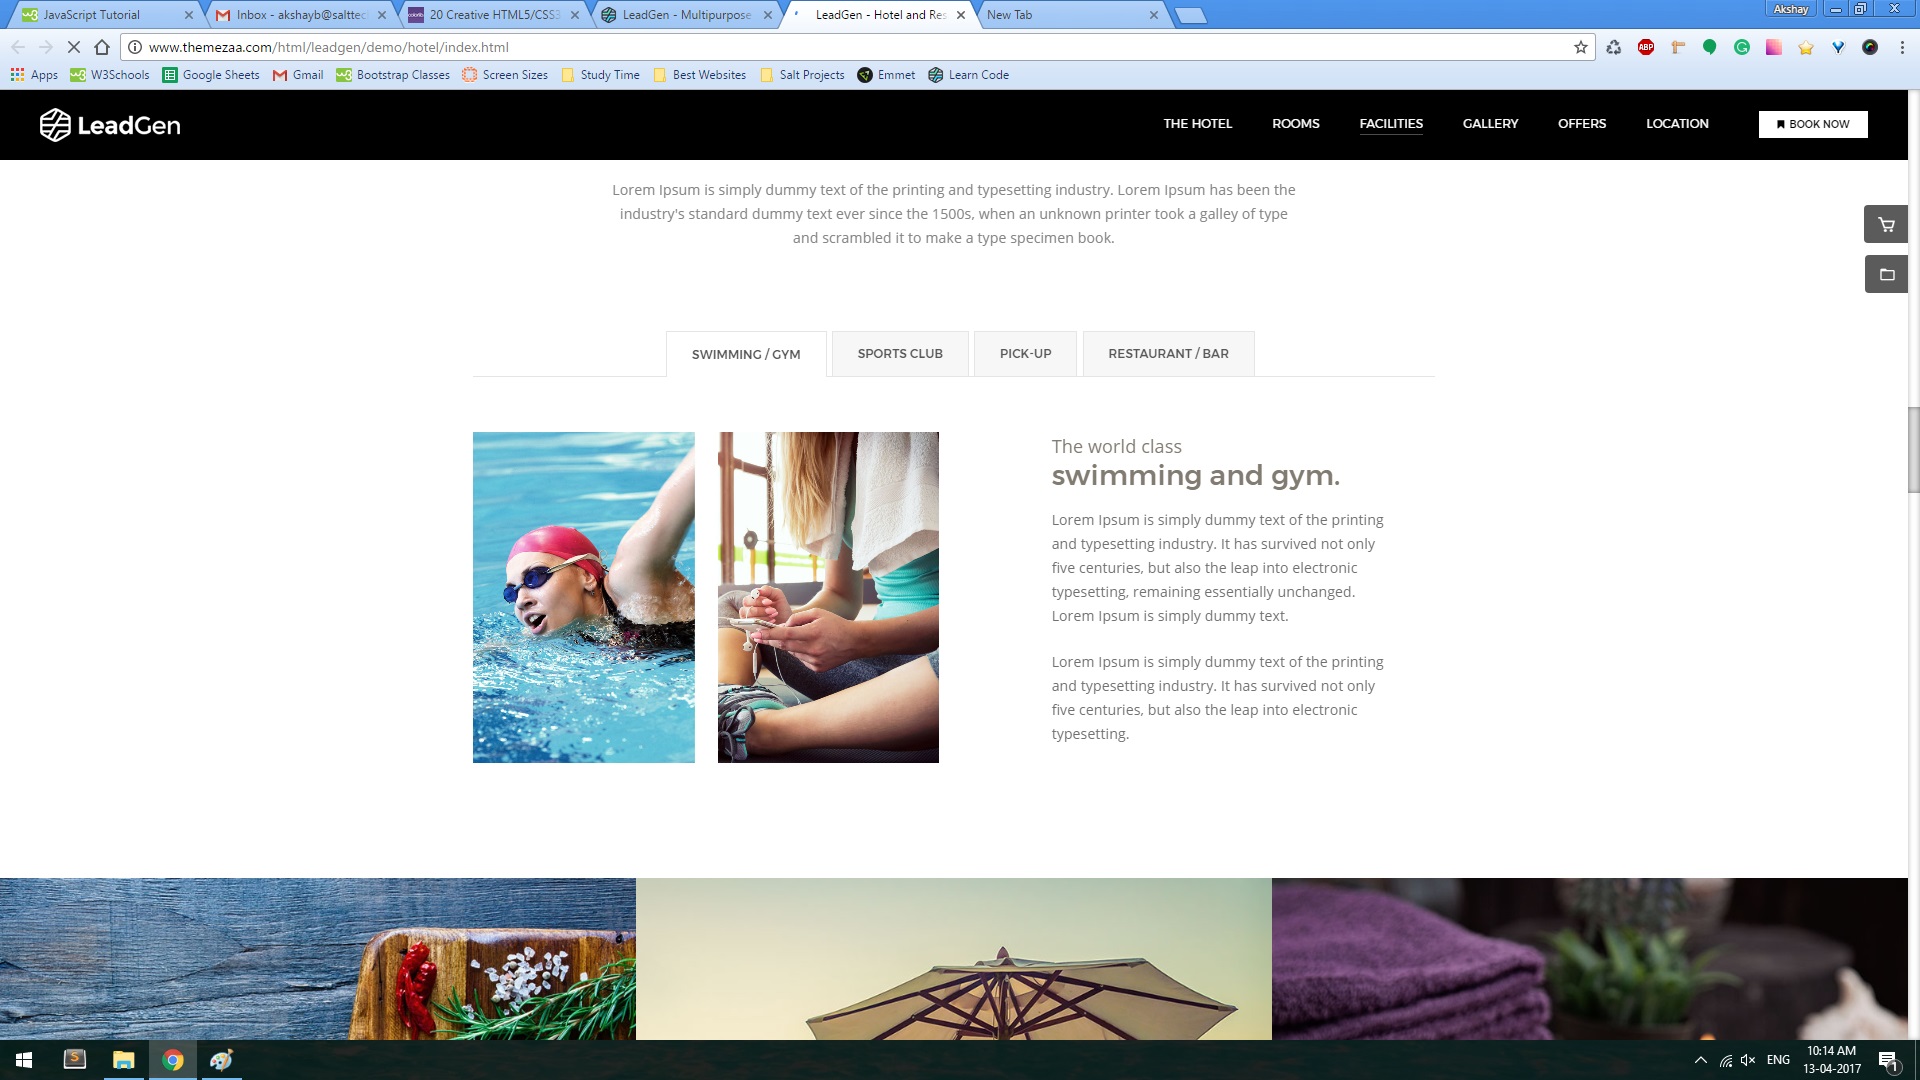 JavaScript Tutorial
Inbox - akshayb@salttec
20 Creative HTML5/CSS3
LeadGen - Multipurpose
LeadGen - Hotel and Res
New Tab
Akshay
www.themezaa.com/html/leadgen/demo/hotel/index.html
ABP
Apps
W3Schools
Google Sheets
Gmail
Bootstrap Classes
Screen Sizes
Study Time
Best Websites
Salt Projects
Emmet
Learn Code
LeadGen
THE HOTEL
ROOMS
FACILITIES
GALLERY
OFFERS
LOCATION
BOOK NOW
Lorem Ipsum is simply dummy text of the printing and typesetting industry. Lorem Ipsum has been the
industry's standard dummy text ever since the 1500s, when an unknown printer took a galley of type
and scrambled it to make a type specimen book.
SWIMMING / GYM
SPORTS CLUB
PICK-UP
RESTAURANT / BAR
The world class
swimming and gym.
Lorem Ipsum is simply dummy text of the printing
and typesetting industry. It has survived not only
five centuries, but also the leap into electronic
typesetting, remaining essentially unchanged.
Lorem Ipsum is simply dummy text.
Lorem Ipsum is simply dummy text of the printing
and typesetting industry. It has survived not only
five centuries, but also the leap into electronic
typesetting.
ENG
10:14 AM
13-04-2017
1